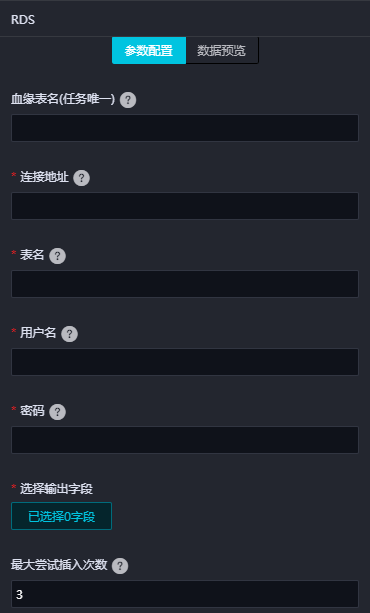 RDS
参数配置 数据预览
血缘表名(任务唯一) ?
* 连接地址 ?
* 表名 ?
* 用户名 ?
* 密码 ?
* 选择输出字段
已选择0字段
最大尝试插入次数 ?
3